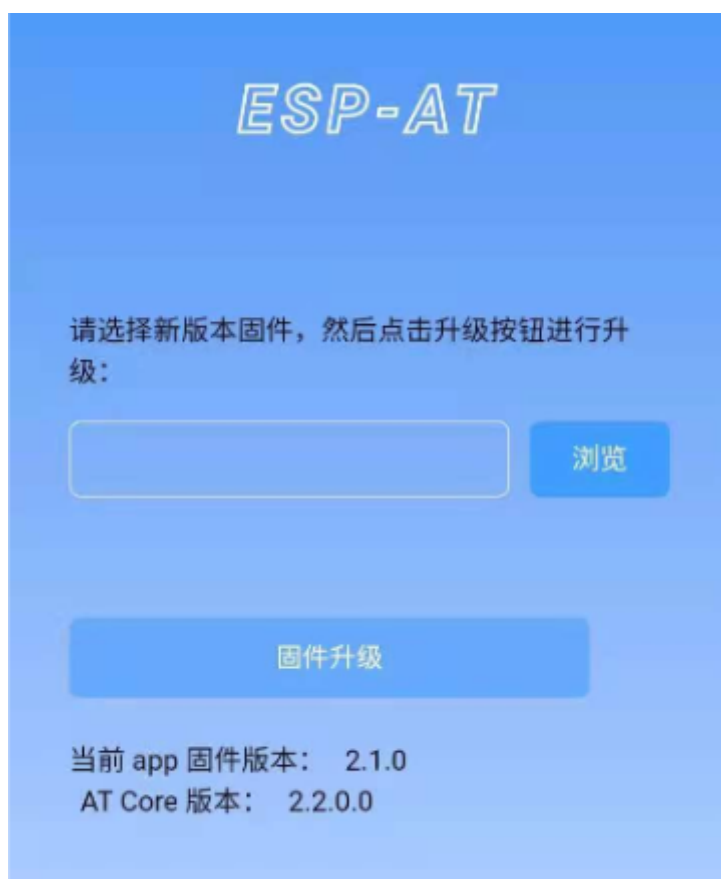 ESP-AT
请选择新版本固件，然后点击升级按钮进行升
级：
浏览
固件升级
当前 app 固件版本： 2.1.0
AT Core 版本： 2.2.0.0